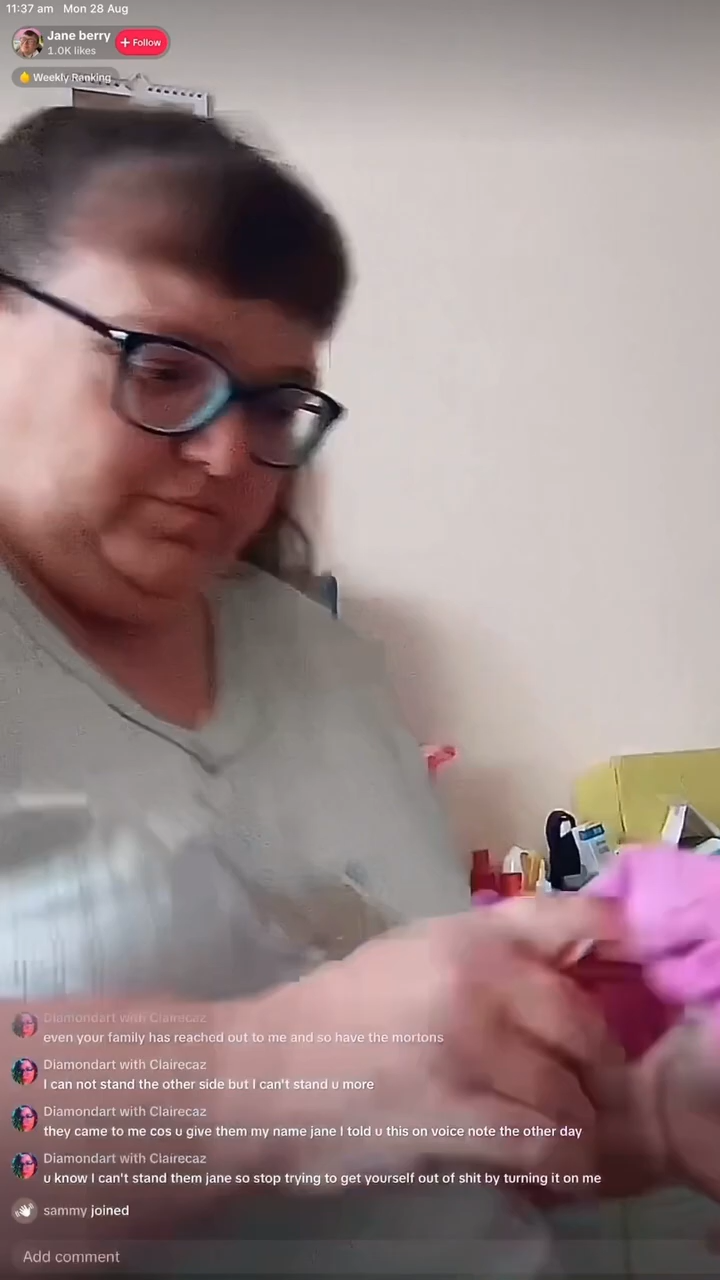 11:37 am Mon 28 Aug
Jane berry
1.0K likes
+ Follow
Weekly Ranking
Diamondart with Clairecaz
even your family has reached out to me and so have the mortons
Diamondart with Clairecaz
I can not stand the other side but I can't stand u more
Diamondart with Clairecaz
they came to me cos u give them my name jane I told u this on voice note the other day
Diamondart with Clairecaz
u know I can't stand them jane so stop trying to get yourself out of shit by turning it on me
sammy joined
Add comment